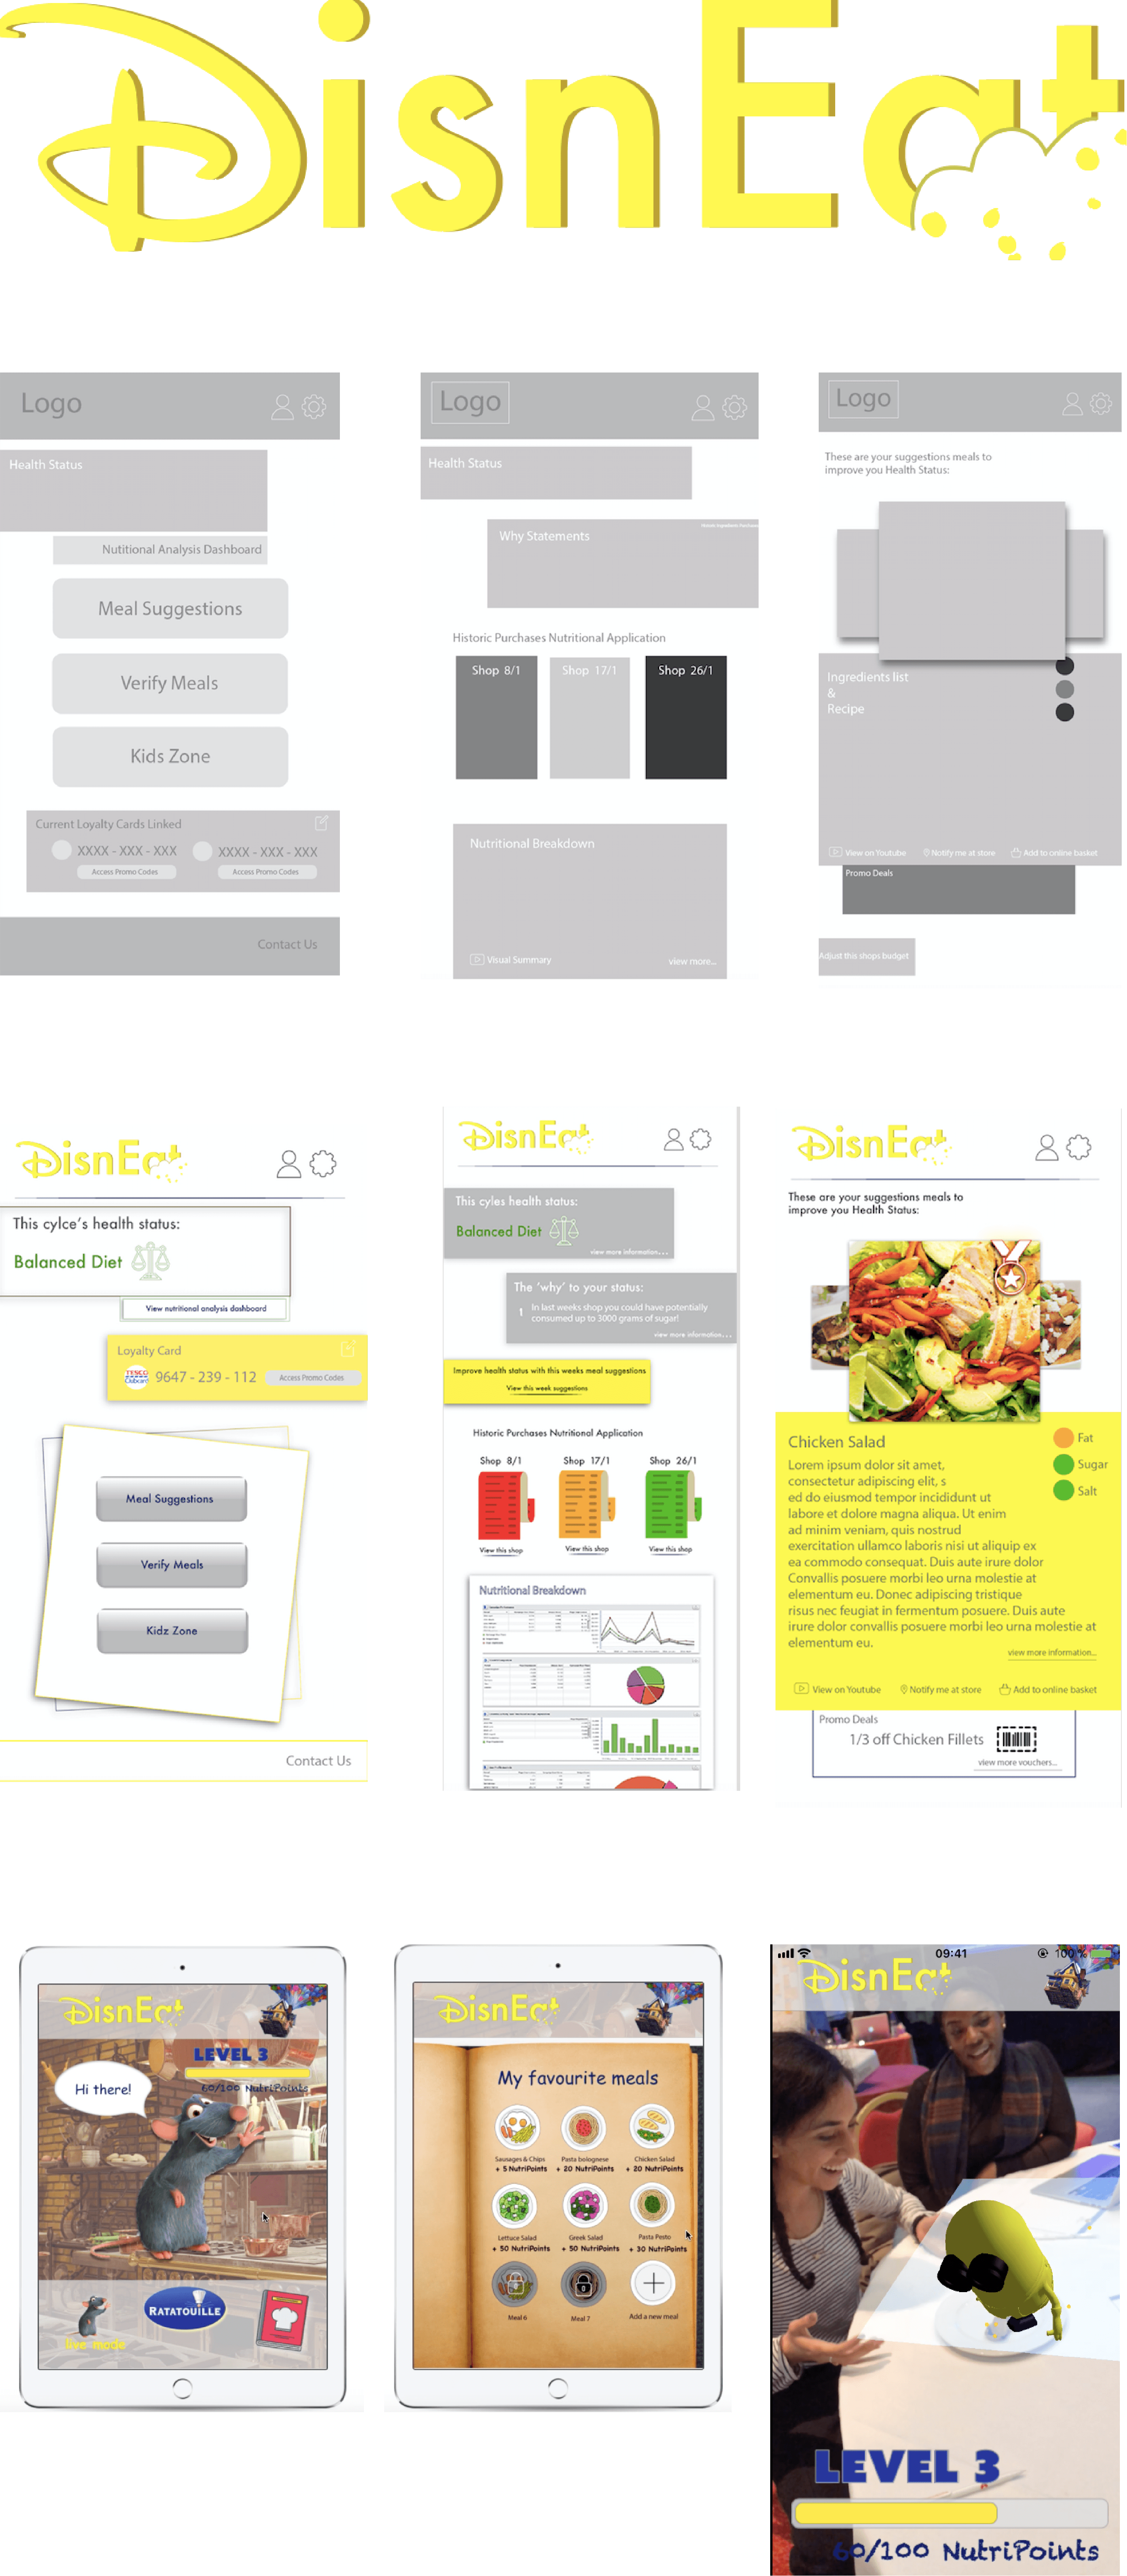 DisnEat
Logo
Health Status
Nutitional Analysis Dashboard
Meal Suggestions
Verify Meals
Kids Zone
Current Loyalty Cards Linked
XXXX - XXX - XXX
XXXX - XXX - XXX
Access Promo Codes
Access Promo Codes
Contact Us
Logo
Health Status
Why Statements
Historic Purchases Nutritional Application
Shop 8/1
Shop 17/1
Shop 26/1
Nutritional Breakdown
Visual Summary
view more...
Logo
These are your suggestions meals to
improve you Health Status:
Ingredients list
&
Recipe
View on Youtube
Notify me at store
Add to online basket
Promo Deals
Adjust this shops budget
DisnEat
This cylce's health status:
Balanced Diet
View nutritional analysis dashboard
Loyalty Card
TESCO
Clubcard
9647 - 239 - 112
Access Promo Codes
Meal Suggestions
Verify Meals
Kidz Zone
Contact Us
DisnEat
This cyles health status:
Balanced Diet
view more information...
The 'why' to your status:
1 In last weeks shop you could have potentially
consumed up to 3000 grams of sugar!
view more information...
Improve health status with this weeks meal suggestions
View this week suggestions
Historic Purchases Nutritional Application
Shop 8/1
Shop 17/1
Shop 26/1
View this shop
View this shop
View this shop
Nutritional Breakdown
DisnEat
These are your suggestions meals to
improve you Health Status:
Chicken Salad
Fat
Sugar
Salt
Lorem ipsum dolor sit amet,
consectetur adipiscing elit, s
ed do eiusmod tempor incididunt ut
labore et dolore magna aliqua. Ut enim
ad minim veniam, quis nostrud
exercitation ullamco laboris nisi ut aliquip ex
ea commodo consequat. Duis aute irure dolor
Convallis posuere morbi leo urna molestie at
elementum eu. Donec adipiscing tristique
risus nec feugiat in fermentum posuere. Duis aute
irure dolor convallis posuere morbi leo urna molestie at
elementum eu.
view more information...
View on Youtube
Notify me at store
Add to online basket
Promo Deals
1/3 off Chicken Fillets
view more vouchers...
DisnEat
LEVEL 3
60/100 NutriPoints
Hi there!
live mode
RATATOUILLE
DisnEat
My favourite meals
Sausages & Chips
+ 5 NutriPoints
Pasta bolognese
+ 20 NutriPoints
Chicken Salad
+ 20 NutriPoints
Lettuce Salad
+ 50 NutriPoints
Greek Salad
+ 50 NutriPoints
Pasta Pesto
+ 30 NutriPoints
Meal 6
Meal 7
Add a new meal
09:41
100 %
DisnEat
LEVEL 3
60/100 NutriPoints